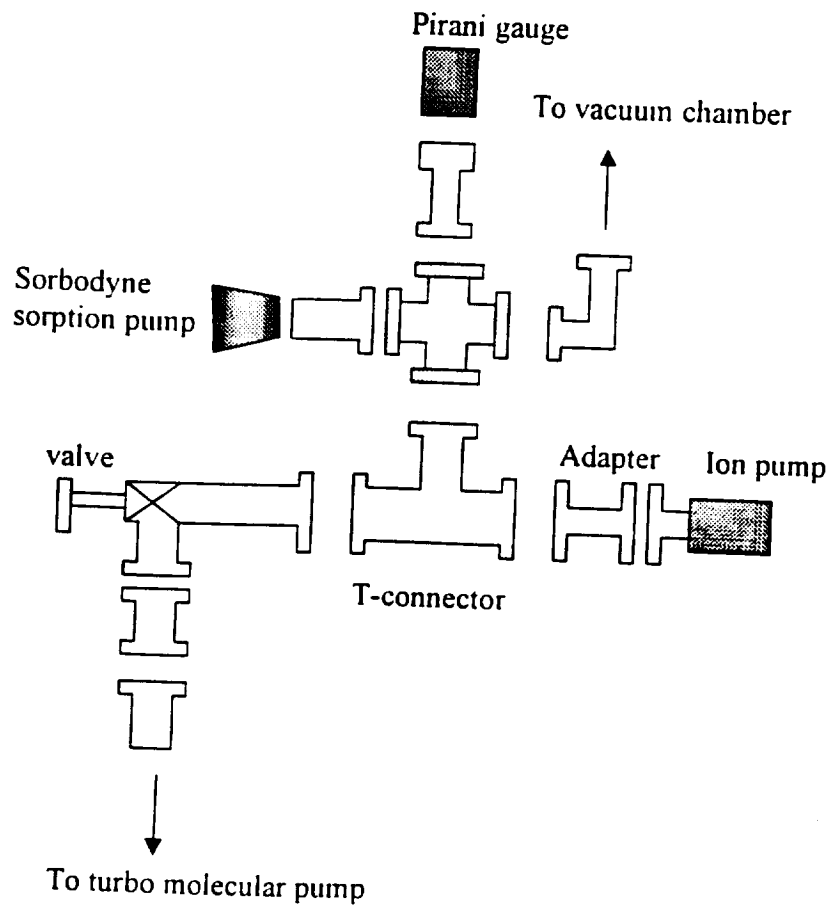 Pirani gauge
To vacuum chamber
Sorbodyne
sorption pump
valve
Adapter
Ion pump
T-connector
To turbo molecular pump